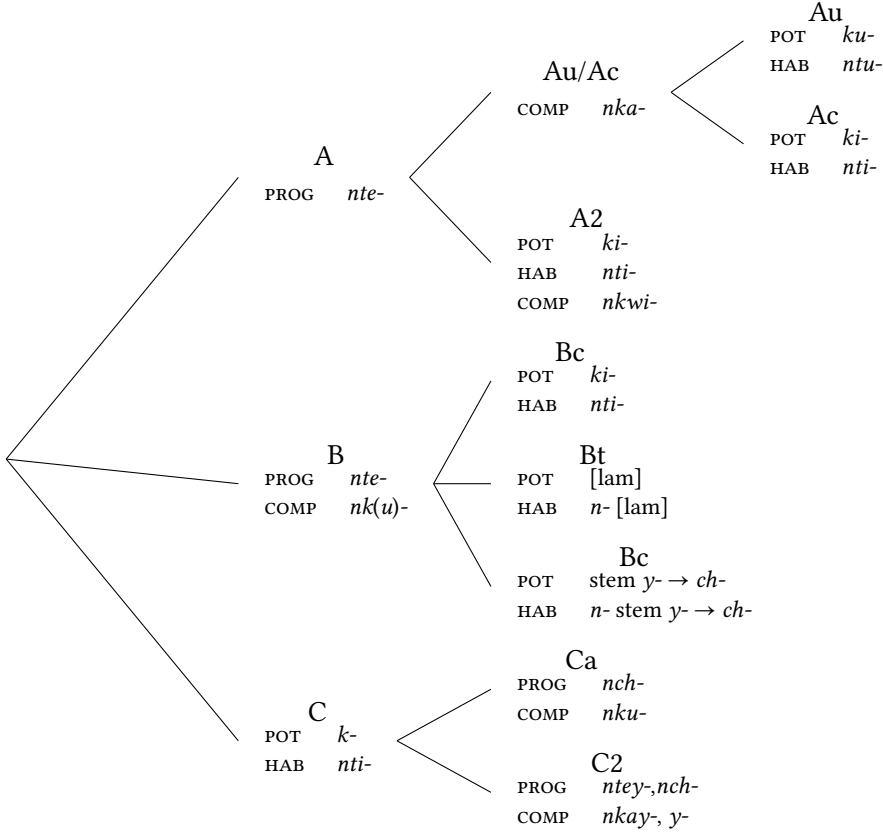 Au
POT ku-
HAB ntu-
Au/Ac
COMP nka-
Ac
POT ki-
HAB nti-
A
PROG nte-
A2
POT ki-
HAB nti-
COMP nkwi-
Bc
POT ki-
HAB nti-
B
PROG nte-
COMP nk(u)-
Bt
POT [lam]
HAB n- [lam]
Bc
POT stem y- → ch-
HAB n- stem y- → ch-
Ca
PROG nch-
COMP nku-
C
POT k-
HAB nti-
C2
PROG ntey-,nch-
COMP nkay-, y-